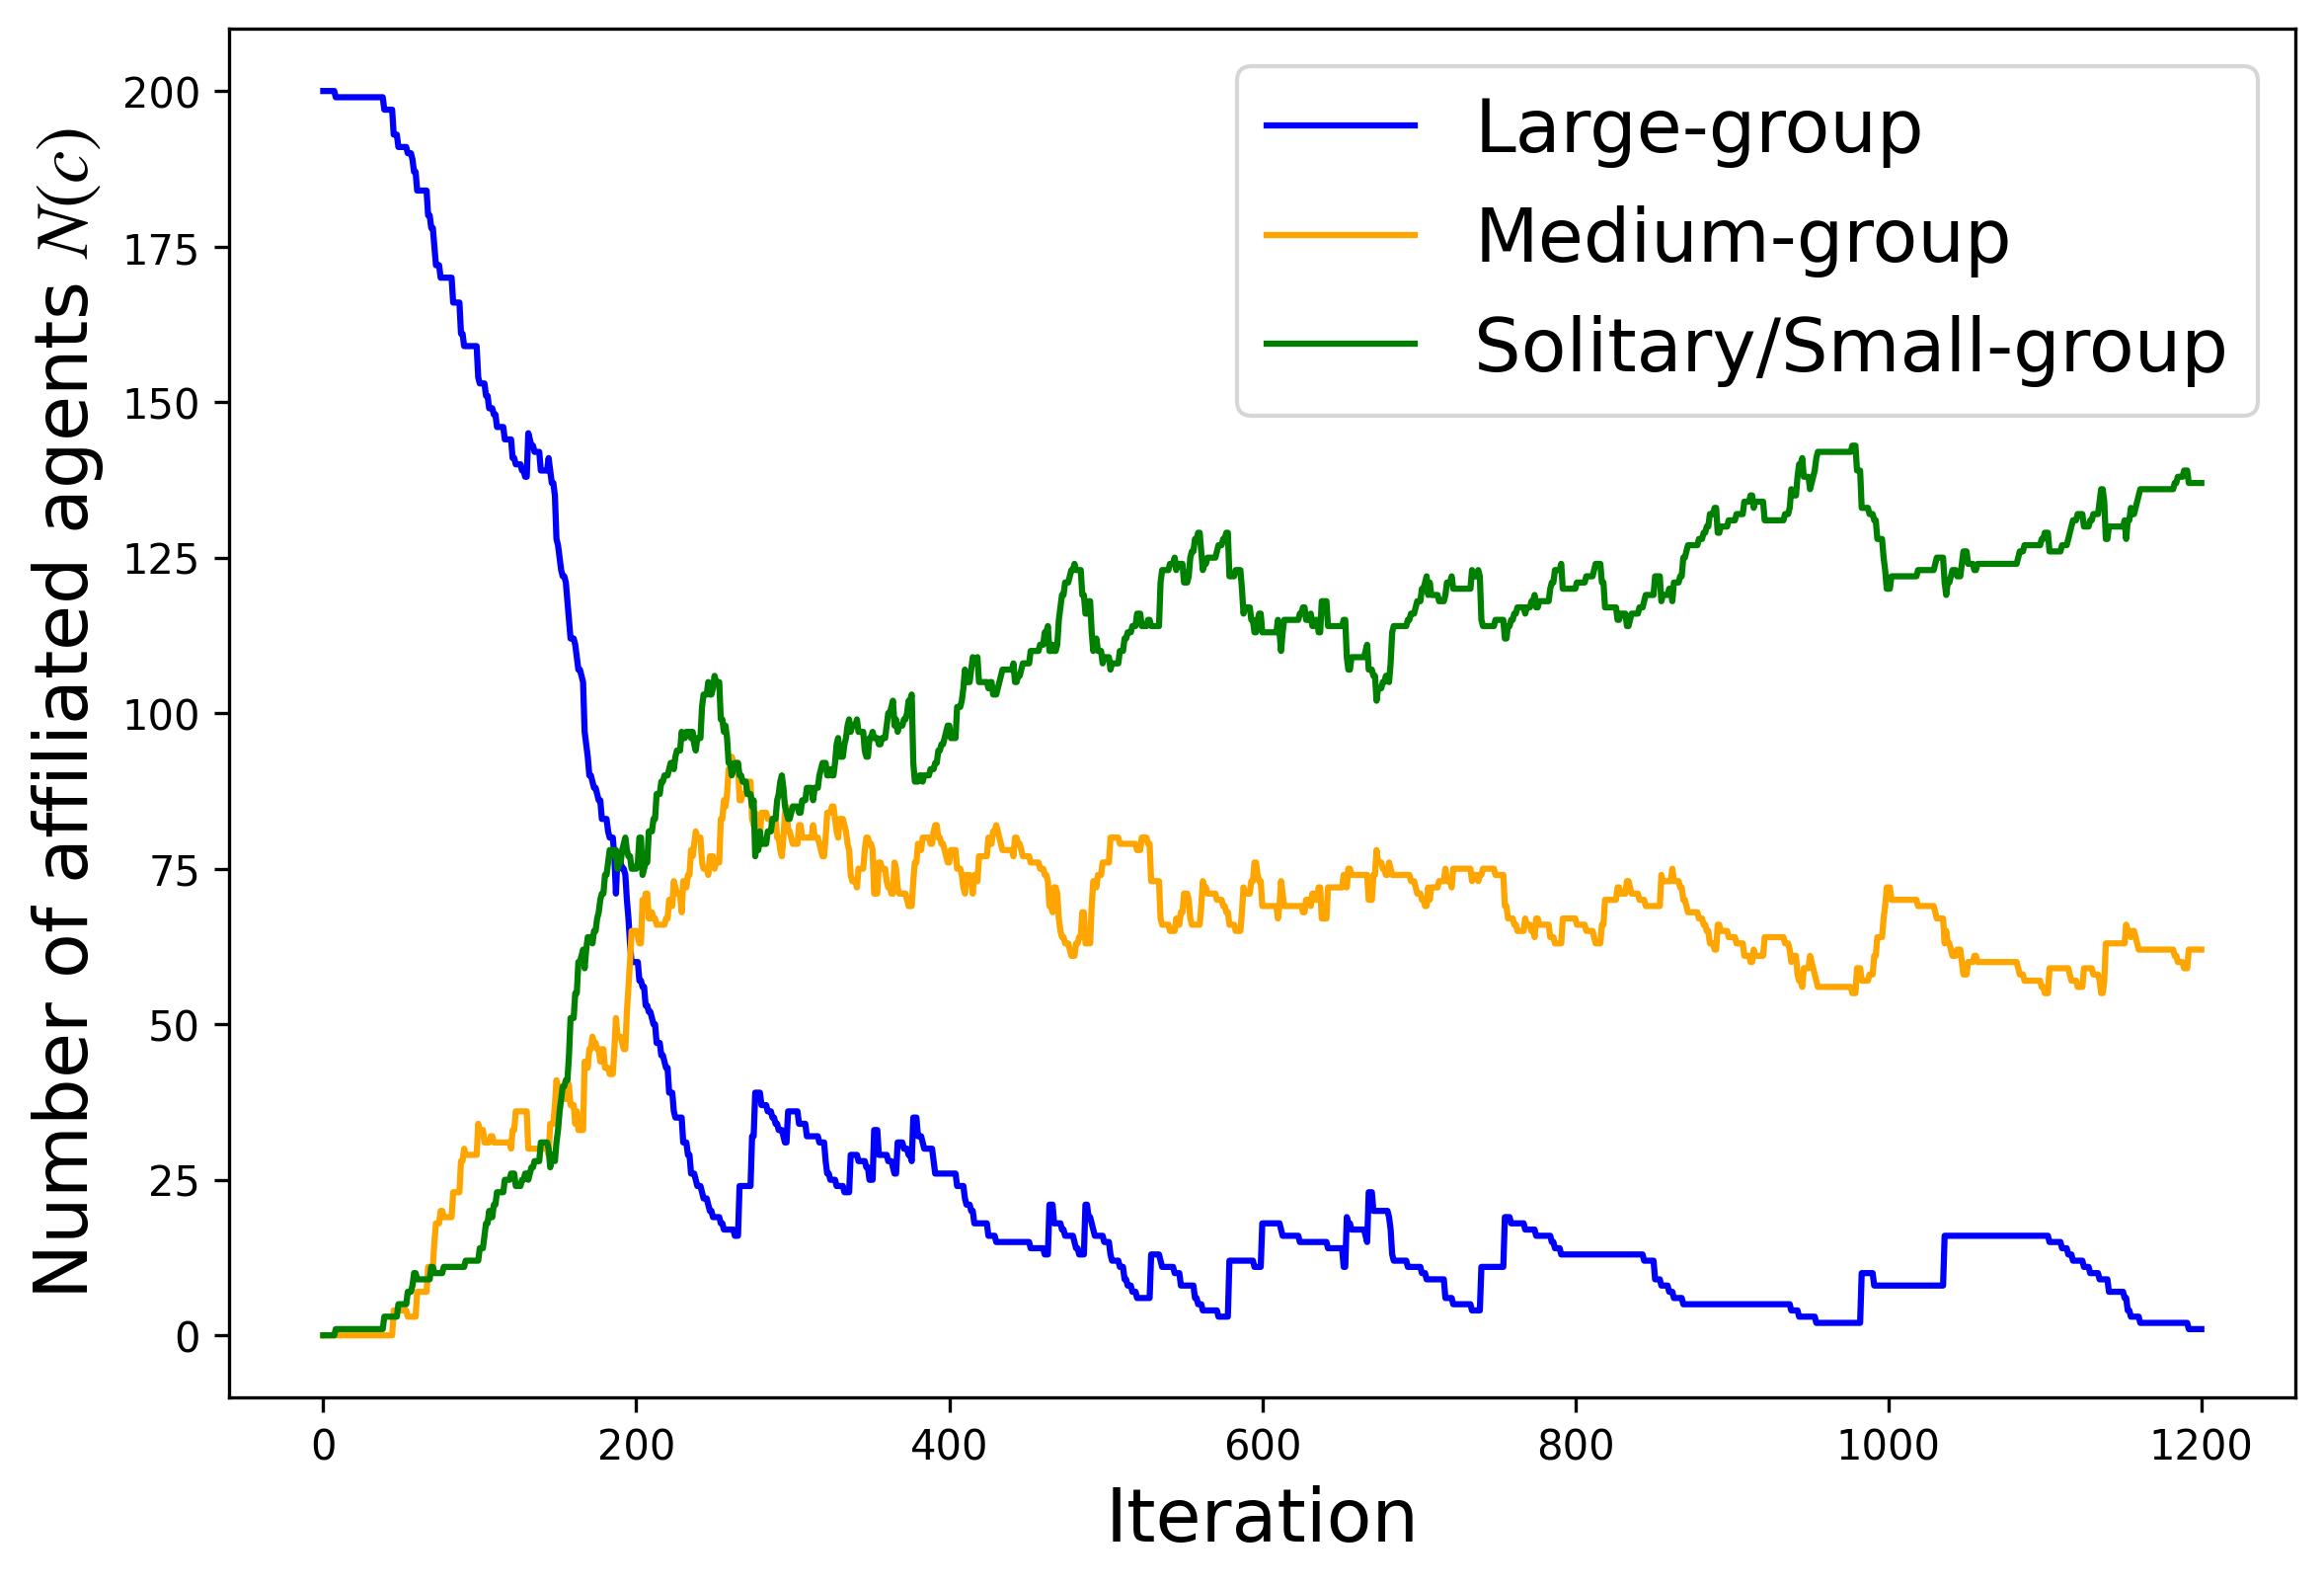 Number of affiliated agents N(c)
200
175
150
125
100
75
50
25
0
Large-group
Medium-group
Solitary/Small-group
0 200 400 600 800 1000 1200
Iteration